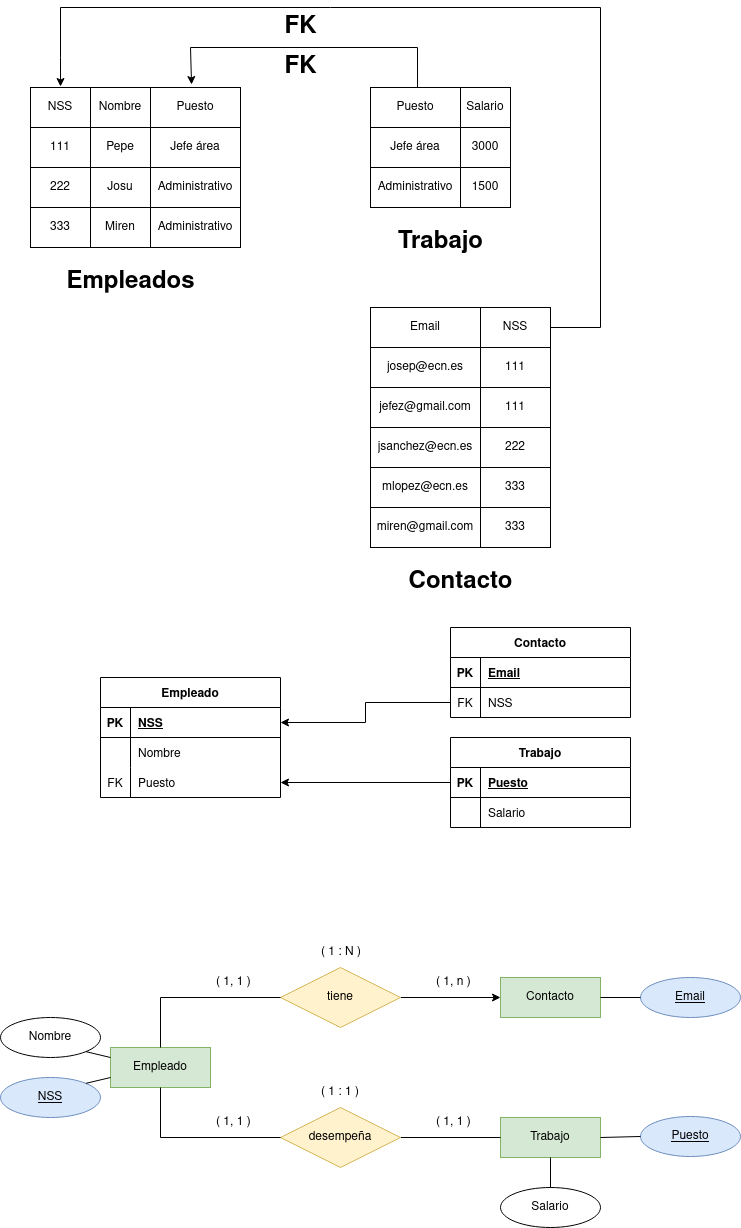 FK
FK
NSS Nombre Puesto
111 Pepe Jefe área
222 Josu Administrativo
333 Miren Administrativo
Empleados
Puesto Salario
Jefe área 3000
Administrativo 1500
Trabajo
Email NSS
josep@ecn.es 111
jefez@gmail.com 111
jsanchez@ecn.es 222
mlopez@ecn.es 333
miren@gmail.com 333
Contacto
Empleado
PK NSS
Nombre
FK Puesto
Contacto
PK Email
FK NSS
Trabajo
PK Puesto
Salario
( 1 : N )
( 1, 1 ) tiene ( 1, n ) Contacto Email
Nombre
Empleado
NSS
( 1 : 1 )
( 1, 1 ) desempeña ( 1, 1 ) Trabajo Puesto
Salario